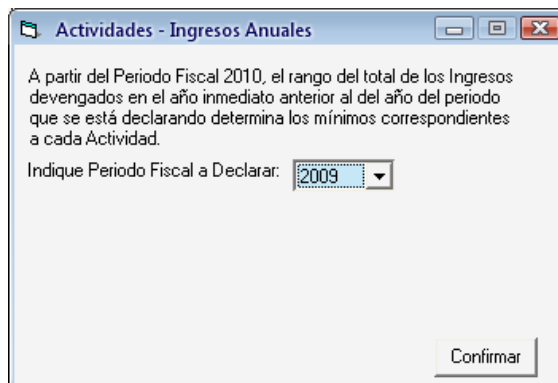 Actividades - Ingresos Anuales
A partir del Periodo Fiscal 2010, el rango del total de los Ingresos
devengados en el año inmediato anterior al del año del periodo
que se está declarando determina los mínimos correspondientes
a cada Actividad.
Indique Periodo Fiscal a Declarar: 2009
Confirmar